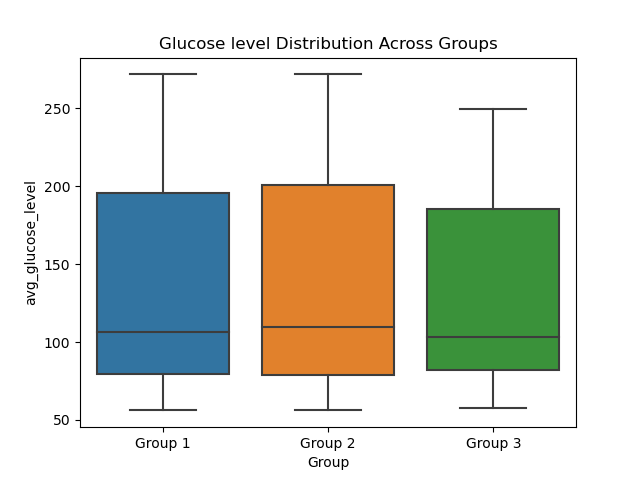 Glucose level Distribution Across Groups
250
200
150
100
50
avg_glucose_level
Group 1
Group 2
Group 3
Group